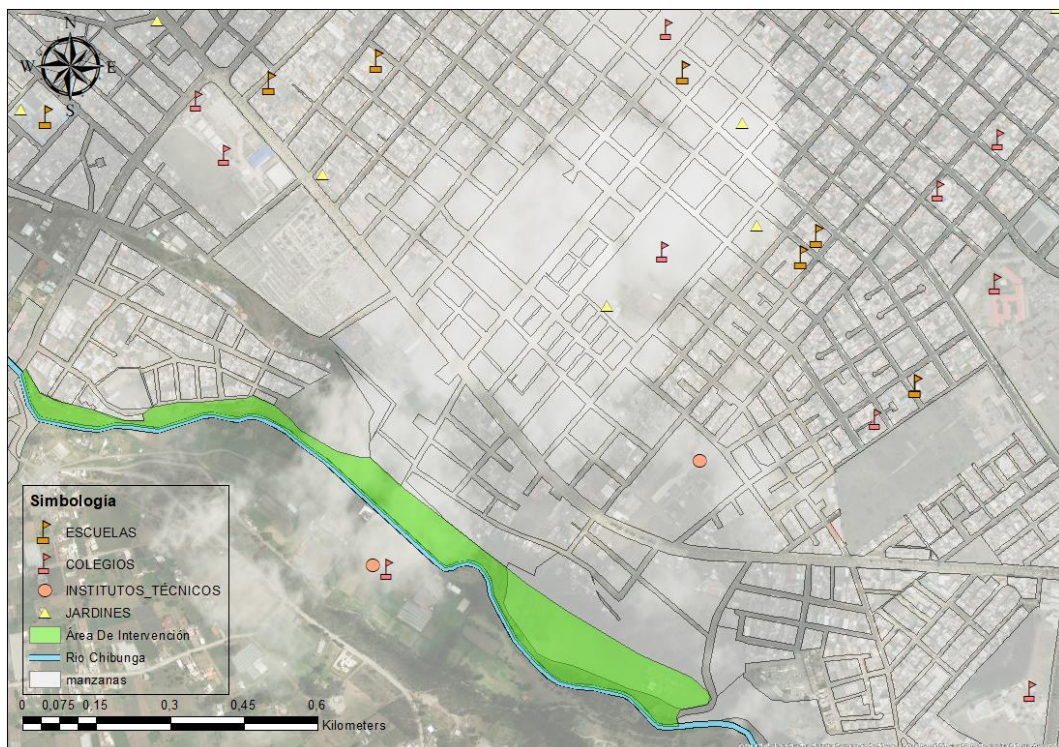 N
W E
S
Simbología
ESCUELAS
COLEGIOS
INSTITUTOS_TÉCNICOS
JARDINES
Área De Intervención
Rio Chibunga
manzanas
0 0,075 0,15 0,3 0,45 0,6
Kilometers